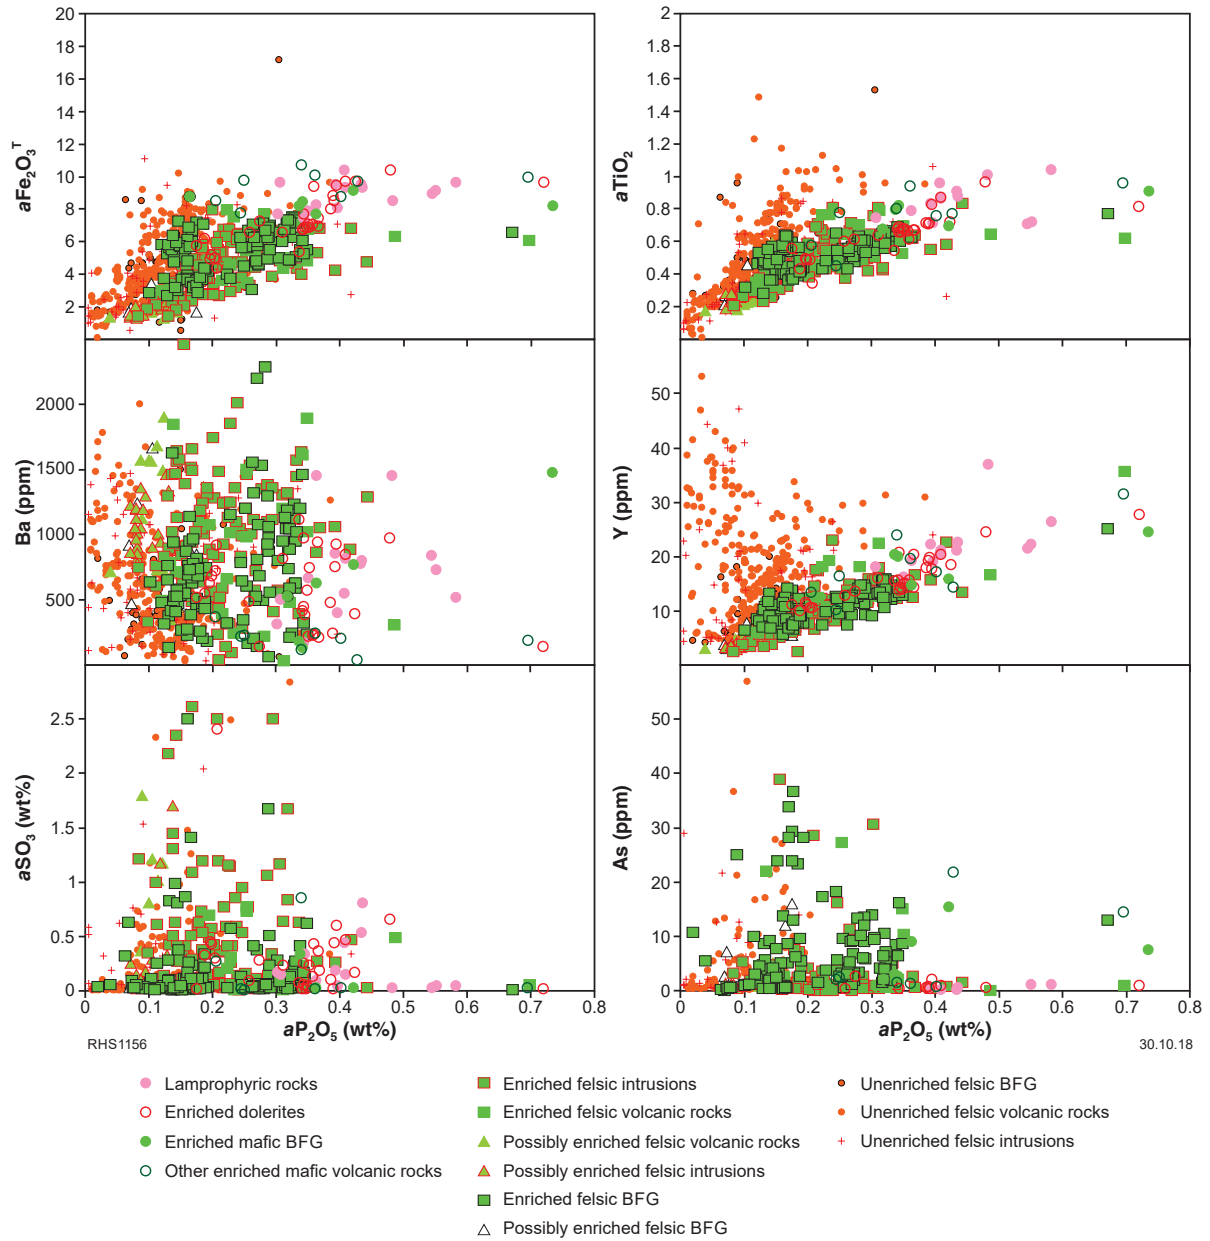 20
18
16
14
12
10
8
6
4
2
aFe₂O₃ᵀ
2
1.8
1.6
1.4
1.2
1
0.8
0.6
0.4
0.2
aTiO₂
2000
1500
1000
500
Ba (ppm)
50
40
30
20
10
Y (ppm)
2.5
2
1.5
1
0.5
0
aSO₃ (wt%)
50
40
30
20
10
0
As (ppm)
0 0.1 0.2 0.3 0.4 0.5 0.6 0.7 0.8
0 0.1 0.2 0.3 0.4 0.5 0.6 0.7 0.8
aP₂O₅ (wt%)
aP₂O₅ (wt%)
RHS1156
30.10.18
Lamprophyric rocks
Enriched dolerites
Enriched mafic BFG
Other enriched mafic volcanic rocks
Enriched felsic intrusions
Enriched felsic volcanic rocks
Possibly enriched felsic volcanic rocks
Possibly enriched felsic intrusions
Enriched felsic BFG
Possibly enriched felsic BFG
Unenriched felsic BFG
Unenriched felsic volcanic rocks
Unenriched felsic intrusions